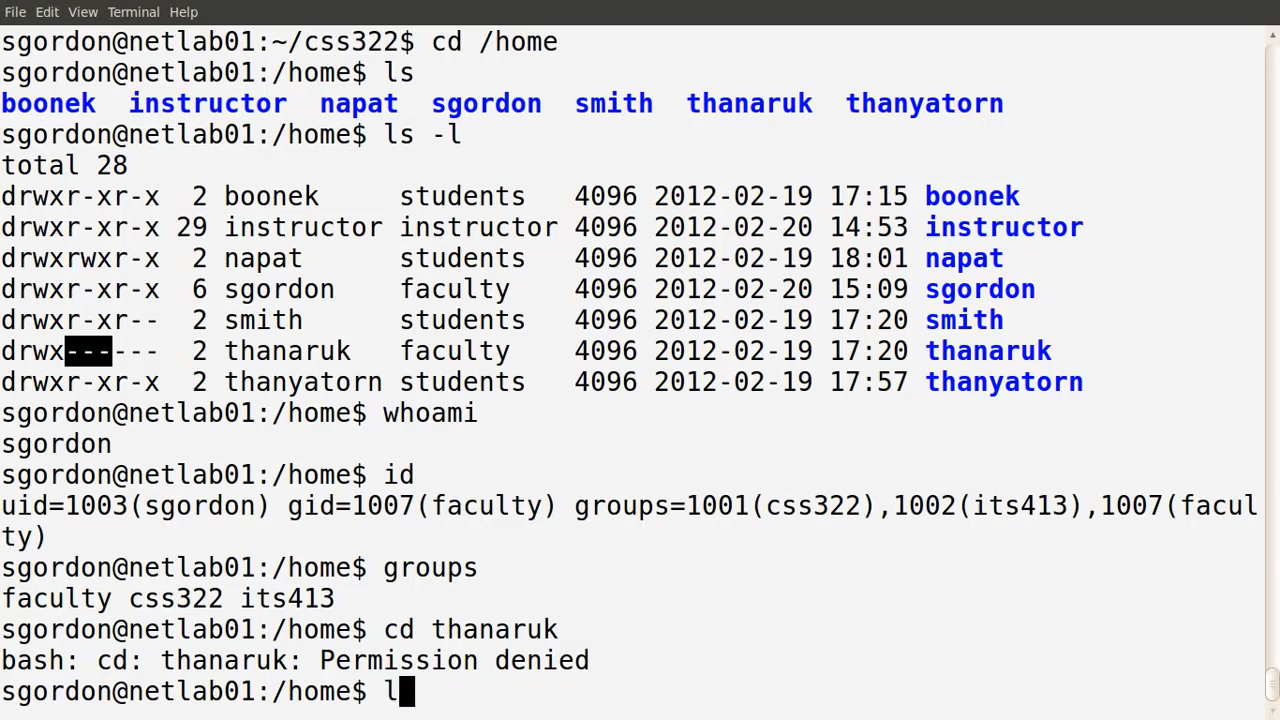 File Edit View Terminal Help
sgordon@netlab01:~/css322$ cd /home
sgordon@netlab01:/home$ ls
boonek  instructor  napat  sgordon  smith  thanaruk  thanyatorn
sgordon@netlab01:/home$ ls -l
total 28
drwxr-xr-x  2 boonek     students   4096 2012-02-19 17:15 boonek
drwxr-xr-x 29 instructor instructor 4096 2012-02-20 14:53 instructor
drwxrwxr-x  2 napat      students   4096 2012-02-19 18:01 napat
drwxr-xr-x  6 sgordon    faculty    4096 2012-02-20 15:09 sgordon
drwxr-xr--  2 smith      students   4096 2012-02-19 17:20 smith
drwx------  2 thanaruk   faculty    4096 2012-02-19 17:20 thanaruk
drwxr-xr-x  2 thanyatorn students   4096 2012-02-19 17:57 thanyatorn
sgordon@netlab01:/home$ whoami
sgordon
sgordon@netlab01:/home$ id
uid=1003(sgordon) gid=1007(faculty) groups=1001(css322),1002(its413),1007(facul
ty)
sgordon@netlab01:/home$ groups
faculty css322 its413
sgordon@netlab01:/home$ cd thanaruk
bash: cd: thanaruk: Permission denied
sgordon@netlab01:/home$ l